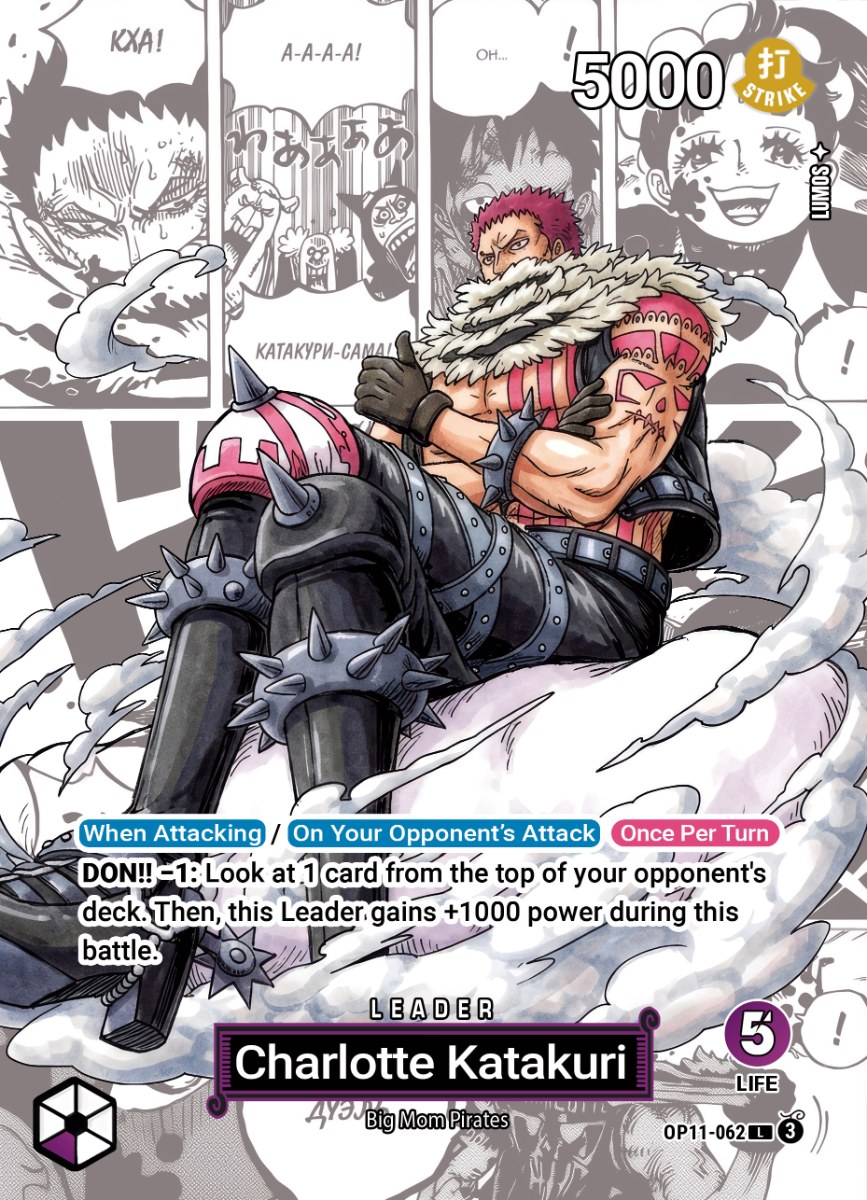 КХА!
А-А-А-А!
ОН...
!
5000
打
STRIKE
LUMOS
わあぁああ
КАТАКУРИ-САМА!
!
When Attacking / On Your Opponent's Attack Once Per Turn
DON!! −1: Look at 1 card from the top of your opponent's
deck. Then, this Leader gains +1000 power during this
battle.
LEADER
Charlotte Katakuri
5
LIFE
!
Big Mom Pirates
OP11-062 L 3